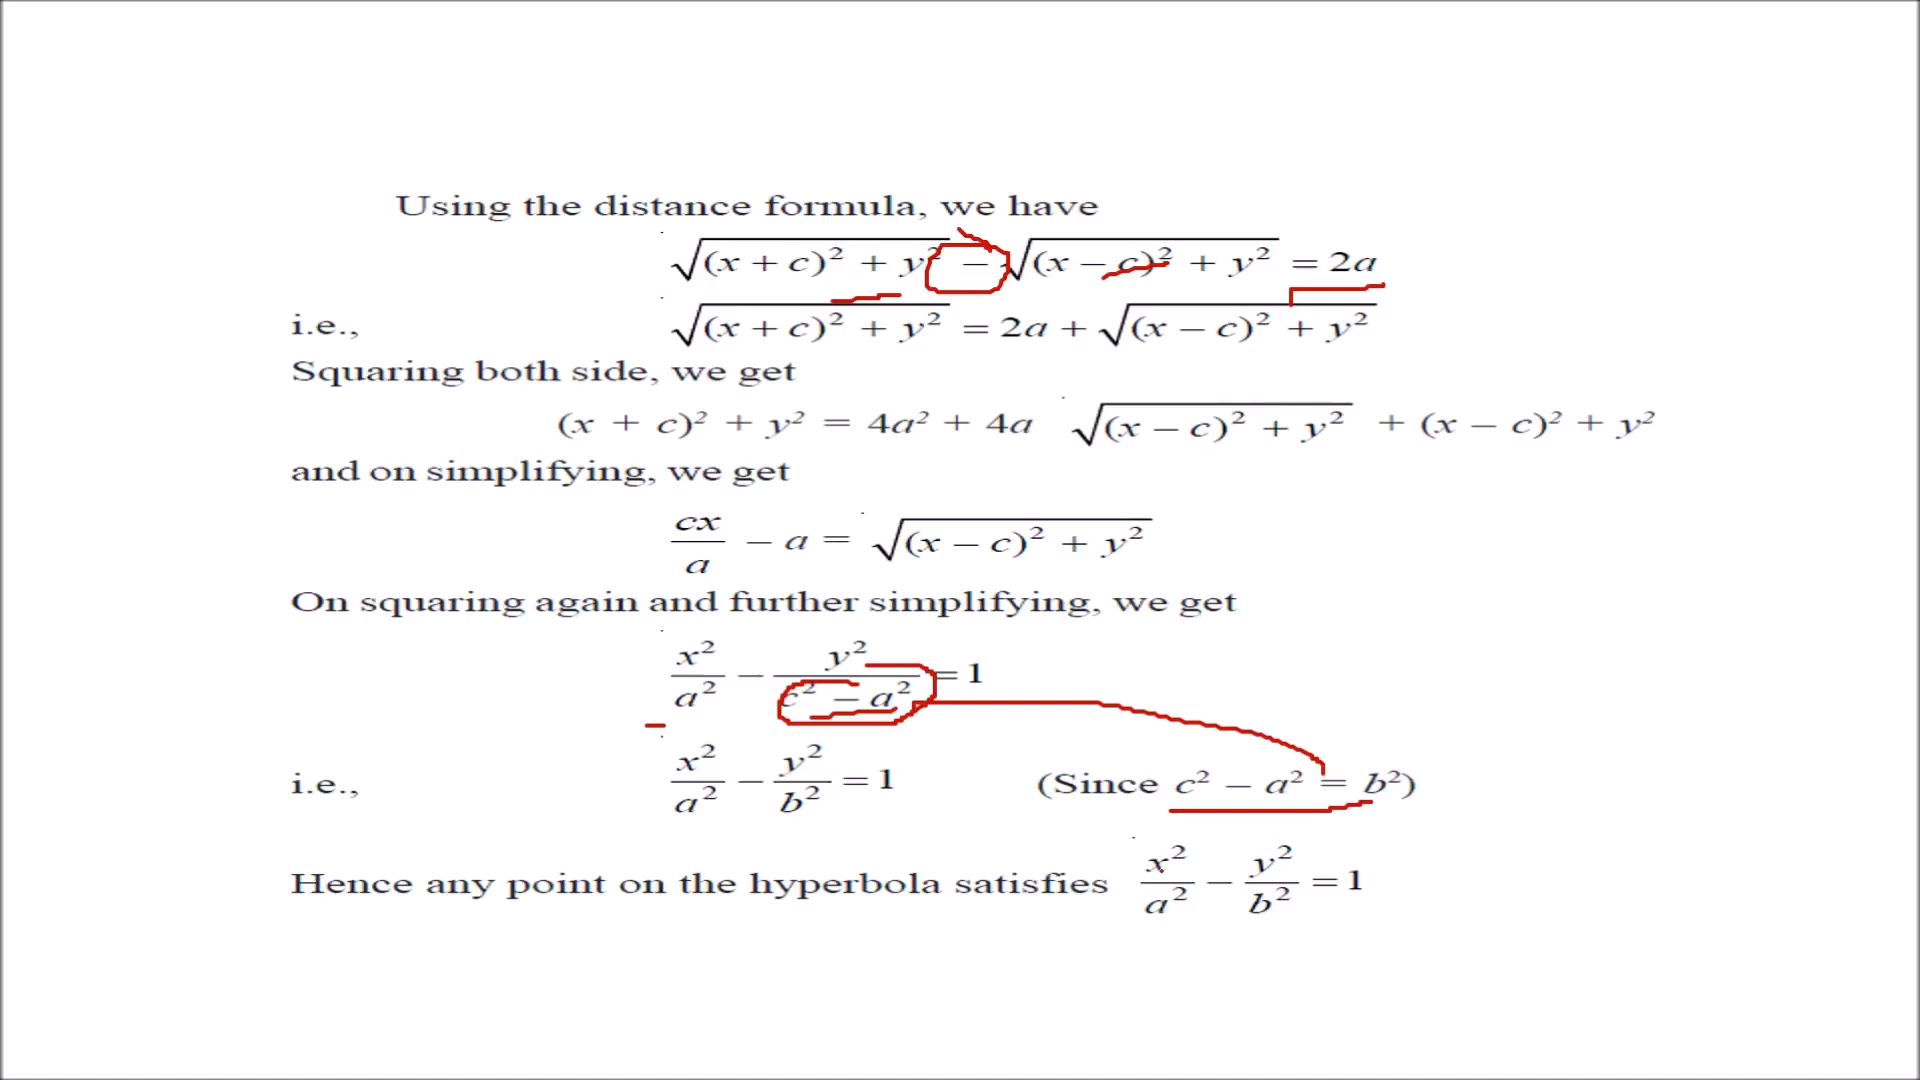 Using the distance formula, we have
√((x + c)² + y²) − √((x − c)² + y²) = 2a
i.e., √((x + c)² + y²) = 2a + √((x − c)² + y²)
Squaring both side, we get
(x + c)² + y² = 4a² + 4a √((x − c)² + y²) + (x − c)² + y²
and on simplifying, we get
cx/a − a = √((x − c)² + y²)
On squaring again and further simplifying, we get
x²/a² − y²/(c² − a²) = 1
i.e., x²/a² − y²/b² = 1 (Since c² − a² = b²)
Hence any point on the hyperbola satisfies x²/a² − y²/b² = 1